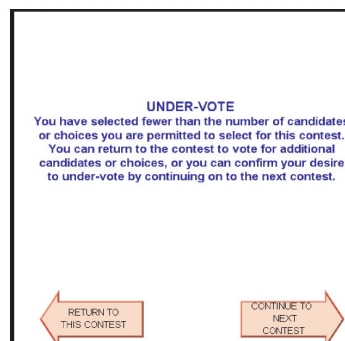 UNDER-VOTE
You have selected fewer than the number of candidates
or choices you are permitted to select for this contest.
You can return to the contest to vote for additional
candidates or choices, or you can confirm your desire
to under-vote by continuing on to the next contest.
RETURN TO
THIS CONTEST
CONTINUE TO
NEXT
CONTEST